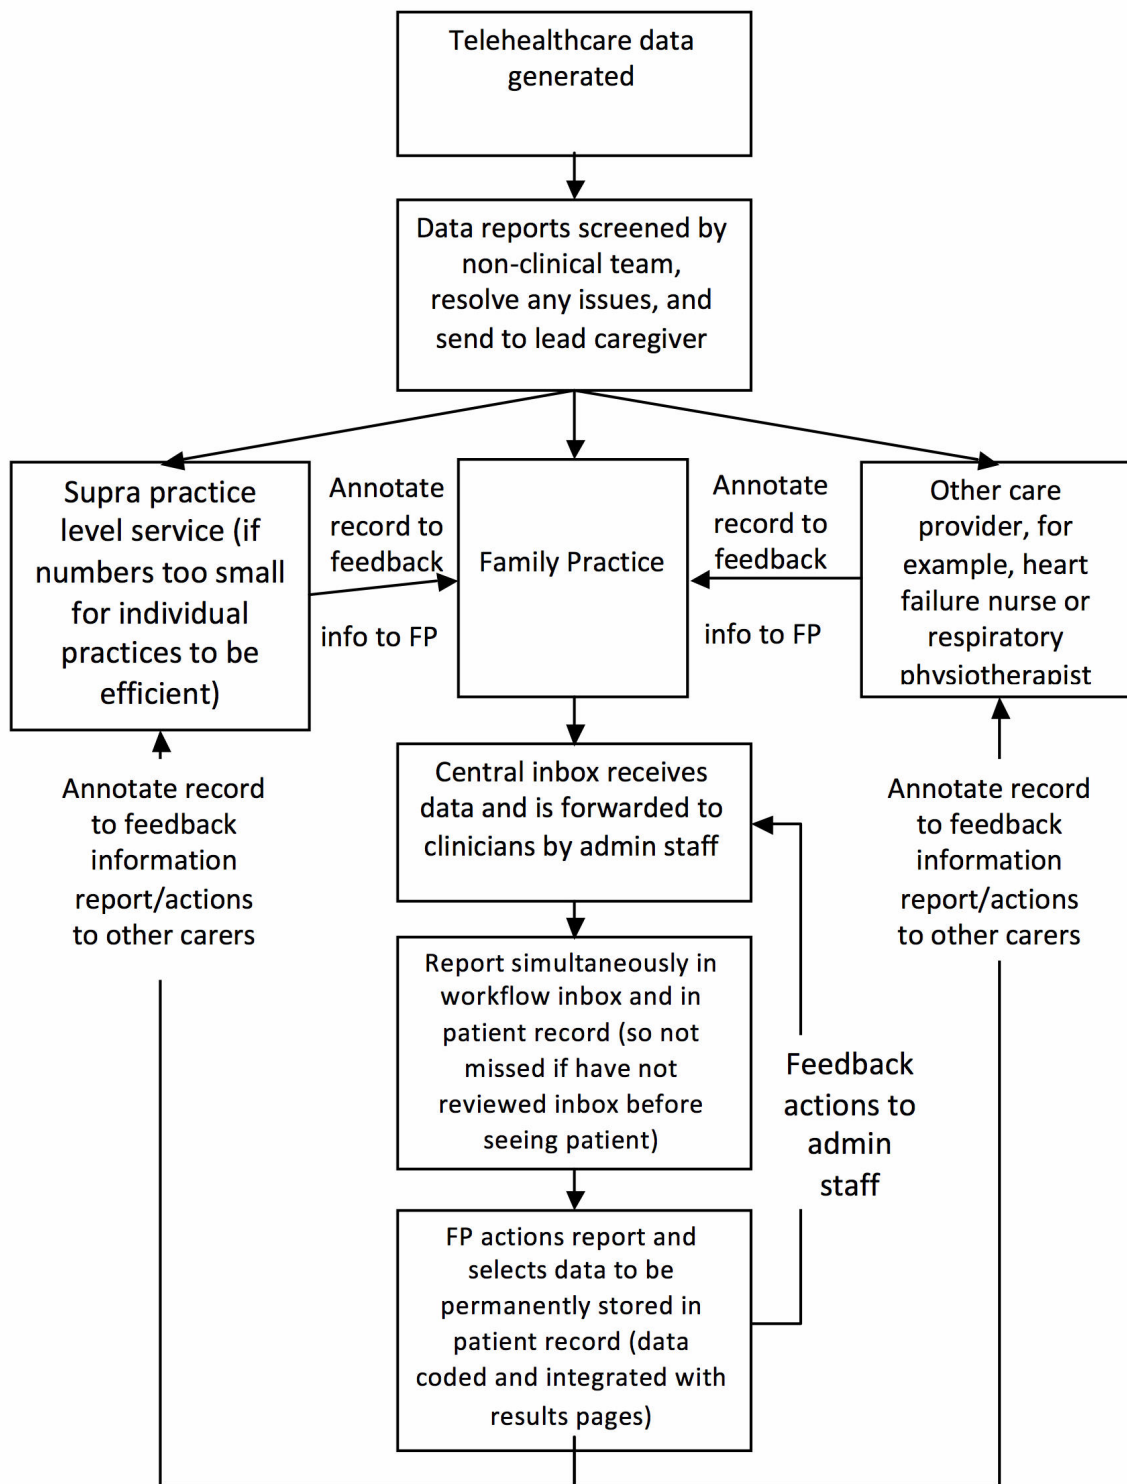 Telehealthcare data
generated
Data reports screened by
non-clinical team,
resolve any issues, and
send to lead caregiver
Supra practice
level service (if
numbers too small
for individual
practices to be
efficient)
Annotate
record to
feedback
info to FP
Family Practice
Annotate
record to
feedback
info to FP
Other care
provider, for
example, heart
failure nurse or
respiratory
physiotherapist
Central inbox receives
data and is forwarded to
clinicians by admin staff
Annotate record
to feedback
information
report/actions
to other carers
Annotate record
to feedback
information
report/actions
to other carers
Report simultaneously in
workflow inbox and in
patient record (so not
missed if have not
reviewed inbox before
seeing patient)
Feedback
actions to
admin
staff
FP actions report and
selects data to be
permanently stored in
patient record (data
coded and integrated with
results pages)